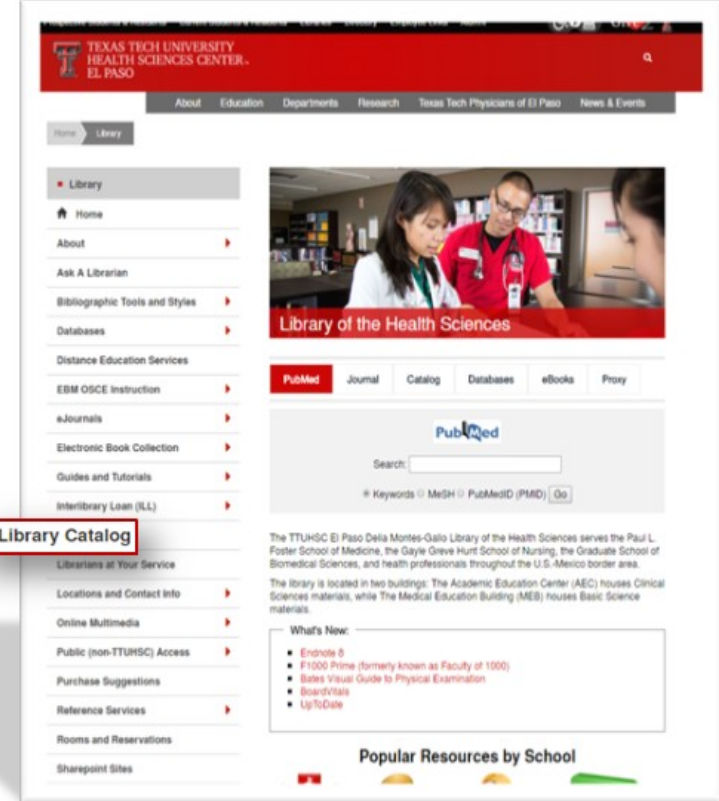 TEXAS TECH UNIVERSITY
HEALTH SCIENCES CENTER
EL PASO
About Education Departments Research Texas Tech Physicians of El Paso News & Events
Home Library
Library
Home
About
Ask A Librarian
Bibliographic Tools and Styles
Databases
Distance Education Services
EBM OSCE Instruction
eJournals
Electronic Book Collection
Guides and Tutorials
Interlibrary Loan (ILL)
Library Catalog
Librarians at Your Service
Locations and Contact Info
Online Multimedia
Public (non-TTUHSC) Access
Purchase Suggestions
Reference Services
Rooms and Reservations
Sharepoint Sites
Library of the Health Sciences
PubMed Journal Catalog Databases eBooks Proxy
PubMed
Search:
Keywords MeSH PubMedID (PMID) Go
The TTUHSC El Paso Delia Montes-Gallo Library of the Health Sciences serves the Paul L.
Foster School of Medicine, the Gayle Greve Hunt School of Nursing, the Graduate School of
Biomedical Sciences, and health professionals throughout the U.S.-Mexico border area.
The library is located in two buildings: The Academic Education Center (AEC) houses Clinical
Sciences materials, while The Medical Education Building (MEB) houses Basic Science
materials.
What's New:
Endnote 8
F1000 Prime (formerly known as Faculty of 1000)
Bates Visual Guide to Physical Examination
BoardVitals
UpToDate
Popular Resources by School